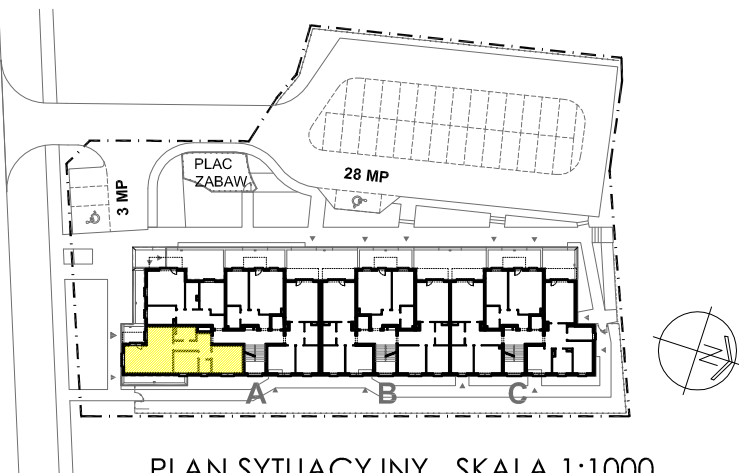 PLAC
ZABAW
28 MP
3 MP
N
A B C
PLAN SYTUACYJNY SKALA 1:1000